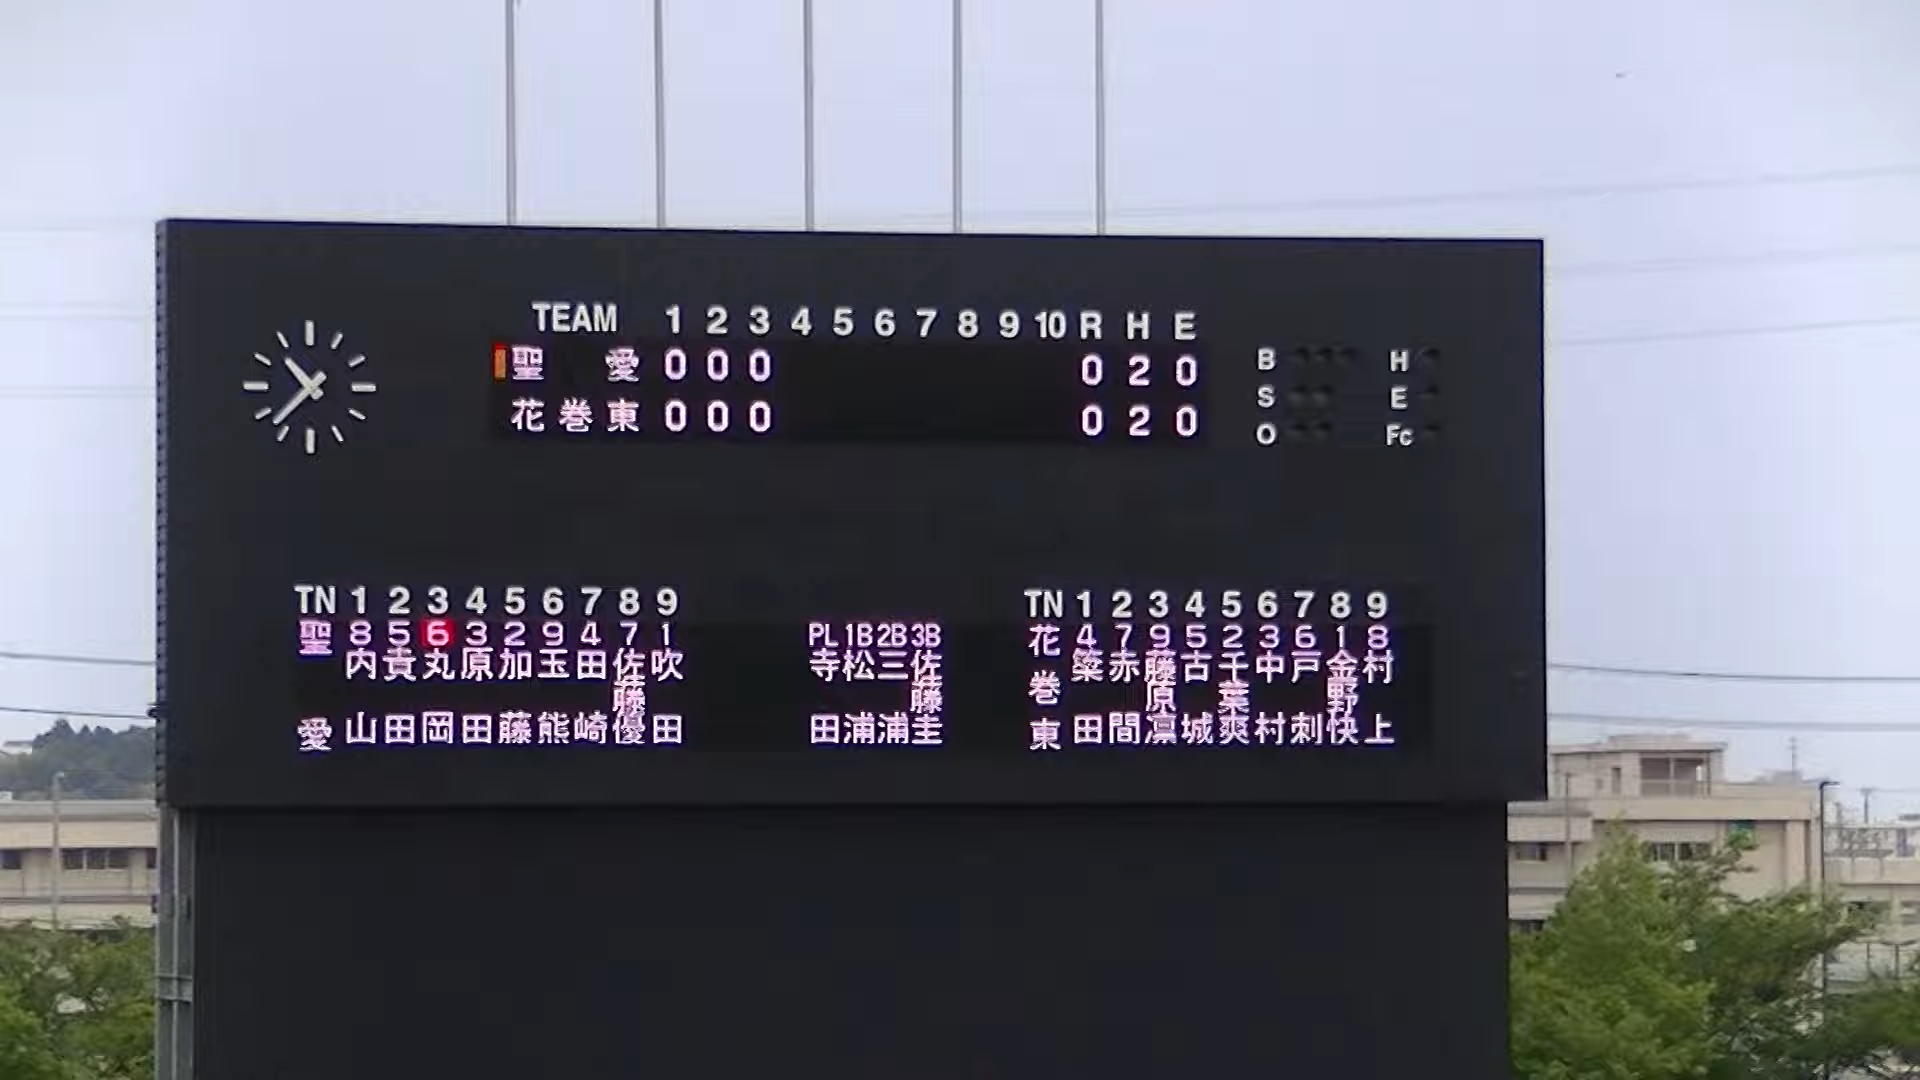 TEAM 1 2 3 4 5 6 7 8 9 10 R H E
聖 愛 0 0 0 0 2 0
花巻東 0 0 0 0 2 0
B H
S E
O Fc
TN 1 2 3 4 5 6 7 8 9
聖愛 8 5 6 3 2 9 4 7 1
内山 貴田 丸岡 原田 加藤 玉熊 田崎 佐藤優 吹田
PL 1B 2B 3B
寺田 松浦 三浦 佐藤圭
TN 1 2 3 4 5 6 7 8 9
花巻東 4 7 9 5 2 3 6 1 8
簗田 赤間 藤原凛 古城 千葉爽 中村 戸刺 金野快 村上